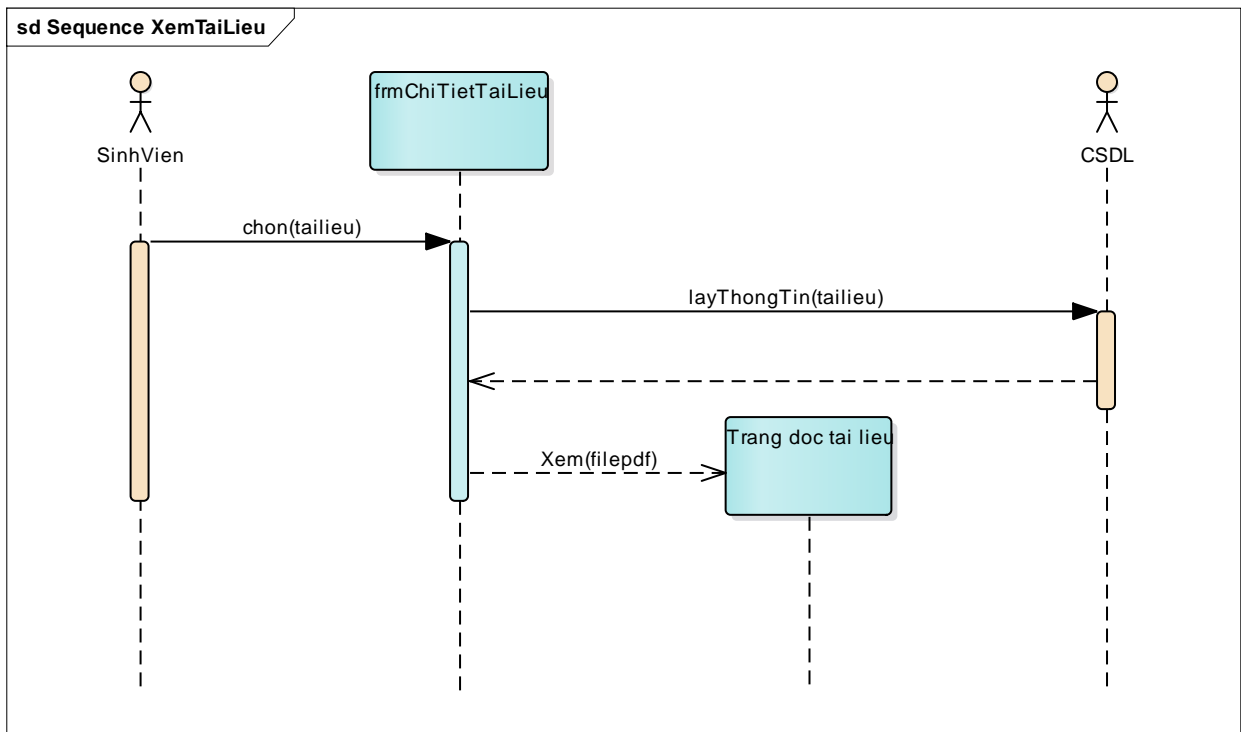 sd Sequence XemTaiLieu
SinhVien
frmChiTietTaiLieu
CSDL
chon(tailieu)
layThongTin(tailieu)
Trang doc tai lieu
Xem(filepdf)